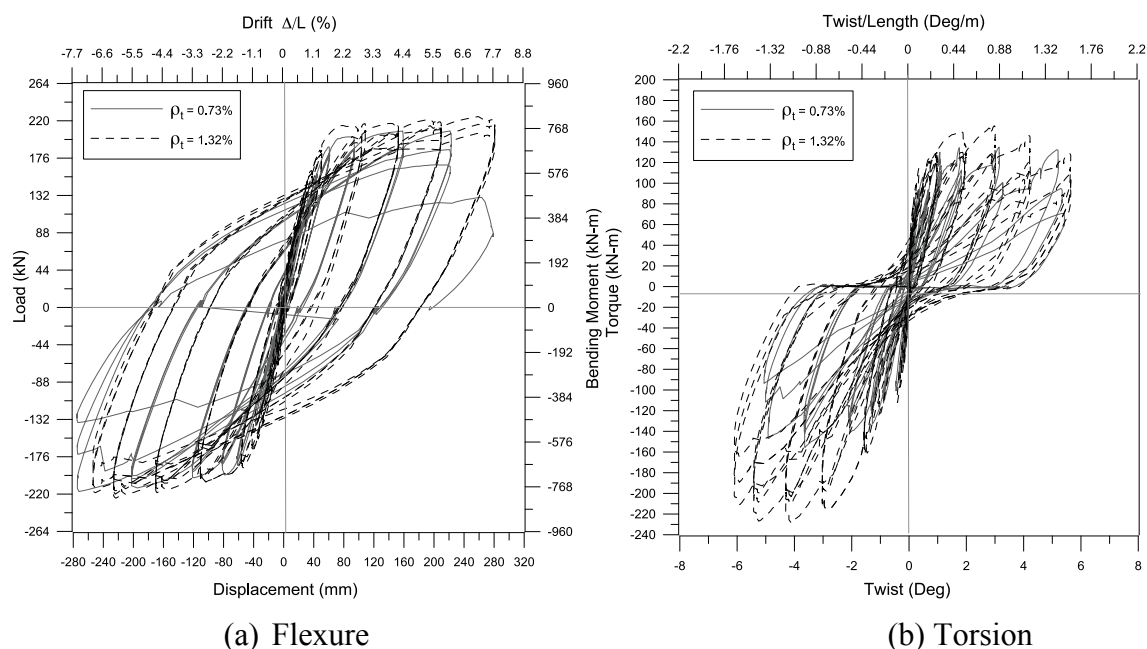 Drift Δ/L (%)
-7.7 -6.6 -5.5 -4.4 -3.3 -2.2 -1.1 0 1.1 2.2 3.3 4.4 5.5 6.6 7.7 8.8
264
220
176
132
88
44
0
-44
-88
-132
-176
-220
-264
Load (kN)
ρt = 0.73%
ρt = 1.32%
960
768
576
384
192
0
-192
-384
-576
-768
-960
Bending Moment (kN-m)
-280 -240 -200 -160 -120 -80 -40 0 40 80 120 160 200 240 280 320
Displacement (mm)
(a) Flexure
Twist/Length (Deg/m)
-2.2 -1.76 -1.32 -0.88 -0.44 0 0.44 0.88 1.32 1.76 2.2
200
180
160
140
120
100
80
60
40
20
0
-20
-40
-60
-80
-100
-120
-140
-160
-180
-200
-220
-240
Torque (kN-m)
ρt = 0.73%
ρt = 1.32%
-8 -6 -4 -2 0 2 4 6 8
Twist (Deg)
(b) Torsion